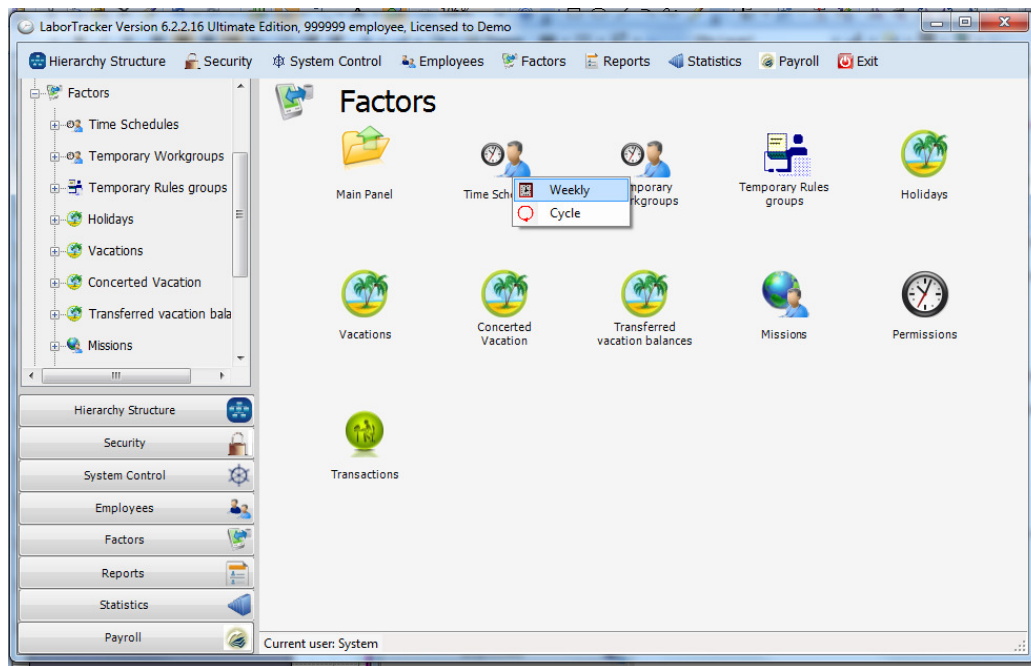 LaborTracker Version 6.2.2.16 Ultimate Edition, 999999 employee, Licensed to Demo
Hierarchy Structure Security System Control Employees Factors Reports Statistics Payroll Exit
Factors
Time Schedules
Temporary Workgroups
Temporary Rules groups
Holidays
Vacations
Concerted Vacation
Transferred vacation bala
Missions
Hierarchy Structure
Security
System Control
Employees
Factors
Reports
Statistics
Payroll
Factors
Main Panel
Time Sch
mporary
rkgroups
Temporary Rules
groups
Holidays
Weekly
Cycle
Vacations
Concerted
Vacation
Transferred
vacation balances
Missions
Permissions
Transactions
Current user: System